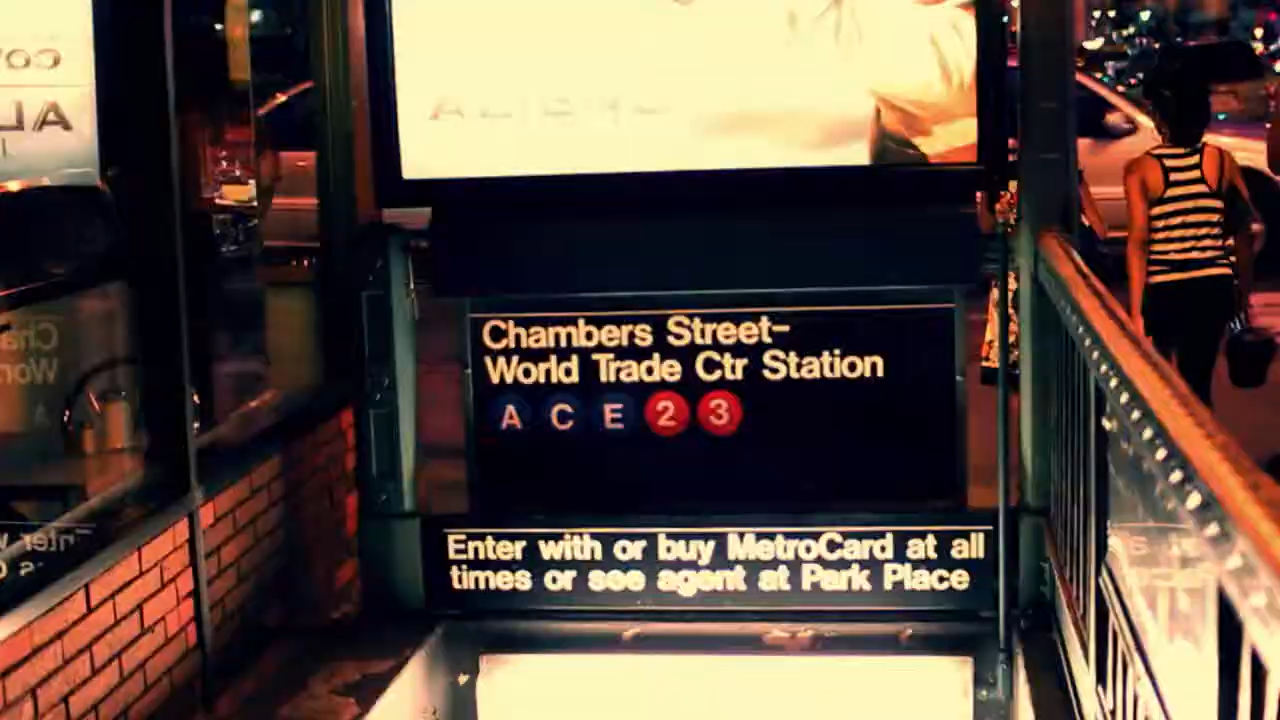 Chambers Street-
World Trade Ctr Station
A C E 2 3
Enter with or buy MetroCard at all
times or see agent at Park Place